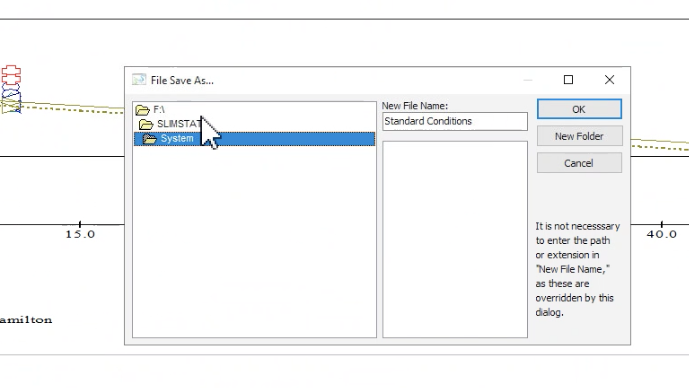 File Save As...
F:\
SLIMSTAT
System
New File Name:
Standard Conditions
OK
New Folder
Cancel
It is not necesssary
to enter the path
or extension in
"New File Name,"
as these are
overridden by this
dialog.
15.0
40.0
amilton